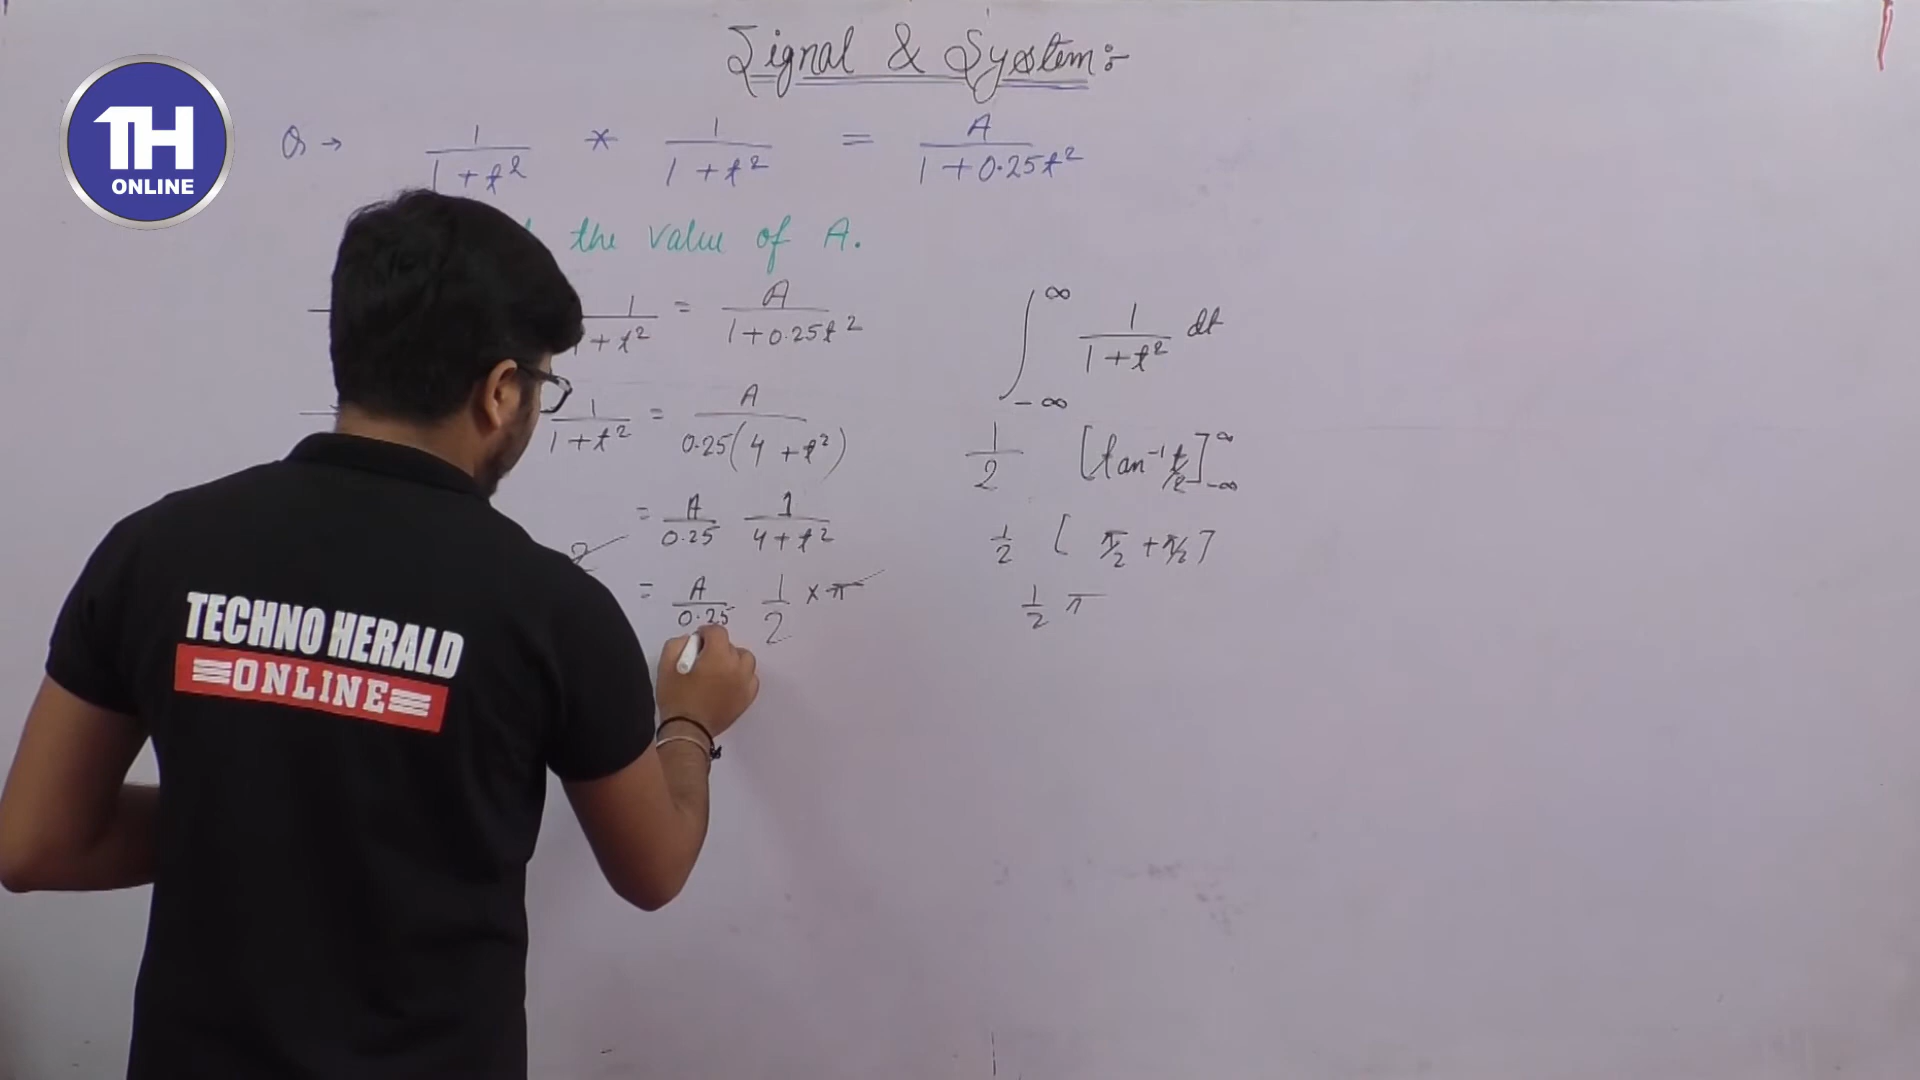 Signal & System:-
TH
ONLINE
Q → 1/(1+t²) * 1/(1+t²) = A/(1+0.25t²)
the value of A.
1/(1+t²) = A/(1+0.25t²)
1/(1+t²) = A/(0.25(4+t²))
= A/0.25 1/(4+t²)
= A/0.25 1/2 × π
∫_{-∞}^{∞} 1/(1+t²) dt
1/2 [tan⁻¹ t/2]_{-∞}^{∞}
1/2 [π/2 + π/2]
1/2 π
TECHNO HERALD
ONLINE